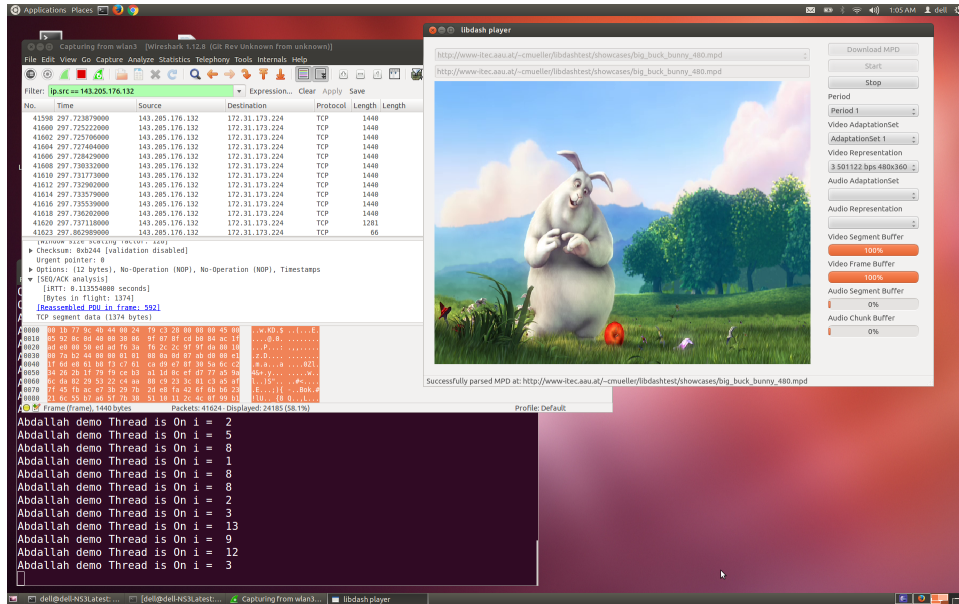 Applications Places
1:05 AM dell
Capturing from wlan3 [Wireshark 1.12.8 (Git Rev Unknown from unknown)]
File Edit View Go Capture Analyze Statistics Telephony Tools Internals Help
Filter: ip.src == 143.205.176.132 Expression... Clear Apply Save
No. Time Source Destination Protocol Length Length
41598 297.723879000 143.205.176.132 172.31.173.224 TCP 1440
41600 297.725222000 143.205.176.132 172.31.173.224 TCP 1440
41602 297.725706000 143.205.176.132 172.31.173.224 TCP 1440
41604 297.727404000 143.205.176.132 172.31.173.224 TCP 1440
41606 297.728429000 143.205.176.132 172.31.173.224 TCP 1440
41608 297.730332000 143.205.176.132 172.31.173.224 TCP 1440
41610 297.731773000 143.205.176.132 172.31.173.224 TCP 1440
41612 297.732902000 143.205.176.132 172.31.173.224 TCP 1440
41614 297.733579000 143.205.176.132 172.31.173.224 TCP 1440
41616 297.735539000 143.205.176.132 172.31.173.224 TCP 1440
41618 297.736202000 143.205.176.132 172.31.173.224 TCP 1440
41620 297.737118000 143.205.176.132 172.31.173.224 TCP 1281
41623 297.862989000 143.205.176.132 172.31.173.224 TCP 66
[Window size scaling factor: 128]
Checksum: 0xb244 [validation disabled]
Urgent pointer: 0
Options: (12 bytes), No-Operation (NOP), No-Operation (NOP), Timestamps
[SEQ/ACK analysis]
[iRTT: 0.113554000 seconds]
[Bytes in flight: 1374]
[Reassembled PDU in frame: 592]
TCP segment data (1374 bytes)
0000
0010
0020
0030
0040
0050
0060
0070
0080
Frame (frame), 1440 bytes Packets: 41624 · Displayed: 24185 (58.1%) Profile: Default
libdash player
http://www-itec.aau.at/~cmueller/libdashtest/showcases/big_buck_bunny_480.mpd
http://www-itec.aau.at/~cmueller/libdashtest/showcases/big_buck_bunny_480.mpd
Download MPD
Start
Stop
Period
Period 1
Video AdaptationSet
AdaptationSet 1
Video Representation
3 501122 bps 480x360
Audio AdaptationSet
Audio Representation
Video Segment Buffer
100%
Video Frame Buffer
100%
Audio Segment Buffer
0%
Audio Chunk Buffer
0%
Successfully parsed MPD at: http://www-itec.aau.at/~cmueller/libdashtest/showcases/big_buck_bunny_480.mpd
Abdallah demo Thread is On i = 2
Abdallah demo Thread is On i = 5
Abdallah demo Thread is On i = 8
Abdallah demo Thread is On i = 1
Abdallah demo Thread is On i = 8
Abdallah demo Thread is On i = 8
Abdallah demo Thread is On i = 2
Abdallah demo Thread is On i = 3
Abdallah demo Thread is On i = 13
Abdallah demo Thread is On i = 9
Abdallah demo Thread is On i = 12
Abdallah demo Thread is On i = 3
dell@dell-NS3Latest: ... [dell@dell-NS3Latest:... Capturing from wlan3... libdash player